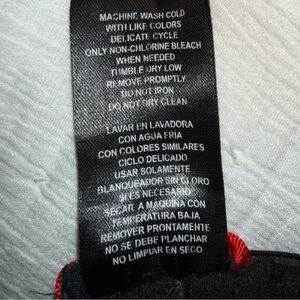 MACHINE WASH COLD
WITH LIKE COLORS
DELICATE CYCLE
ONLY NON-CHLORINE BLEACH
WHEN NEEDED
TUMBLE DRY LOW
REMOVE PROMPTLY
DO NOT IRON
DO NOT DRY CLEAN
LAVAR EN LAVADORA
CON AGUA FRIA
CON COLORES SIMILARES
CICLO DELICADO
USAR SOLAMENTE
BLANQUEADOR SIN CLORO
SI ES NECESARIO
SECAR A MAQUINA CON
TEMPERATURA BAJA
REMOVER PRONTAMENTE
NO SE DEBE PLANCHAR
NO LIMPIAR EN SECO